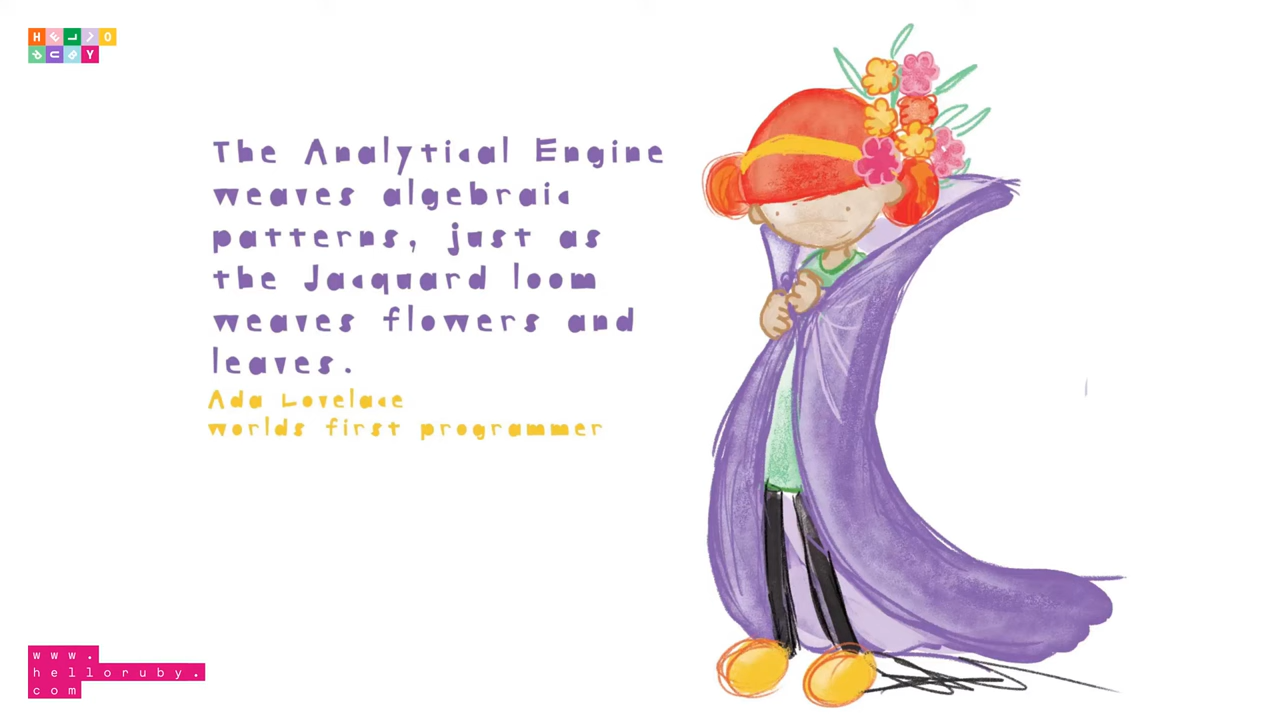 HELLO
RUBY
The Analytical Engine
weaves algebraic
patterns, just as
the Jacquard loom
weaves flowers and
leaves.
Ada Lovelace
worlds first programmer
www.
helloruby.
com